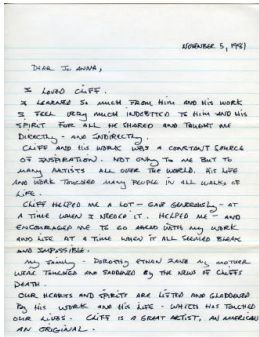 NOVEMBER 5, 1981
DEAR JO ANNA,
I LOVED CLIFF.
I LEARNED SO MUCH FROM HIM AND HIS WORK
I FEEL VERY MUCH INDEBTED TO HIM AND HIS
SPIRIT FOR ALL HE SHARED AND TAUGHT ME
DIRECTLY - AND INDIRECTLY.
CLIFF AND HIS WORK WAS A CONSTANT SOURCE
OF INSPIRATION. NOT ONLY TO ME BUT TO
MANY ARTISTS ALL OVER THE WORLD. HIS LIFE
AND WORK TOUCHED MANY PEOPLE IN ALL WALKS OF
LIFE.
CLIFF HELPED ME A LOT - GAVE GENEROUSLY - AT
A TIME WHEN I NEEDED IT. HELPED ME - AND
ENCOURAGED ME TO GO AHEAD WITH MY WORK
AND LIFE AT A TIME WHEN IT ALL SEEMED BLEAK
AND IMPOSSIBLE.
MY FAMILY - DOROTHY AND MY MOTHER
WERE TOUCHED AND SADDENED BY THE NEWS OF CLIFF'S
DEATH.
OUR HEARTS AND SPIRITS ARE LIFTED AND GLADDENED
BY HIS WORK AND HIS LIFE - WHICH HAS TOUCHED
OUR LIVES. CLIFF IS A GREAT ARTIST, AN AMERICAN
AN ORIGINAL.